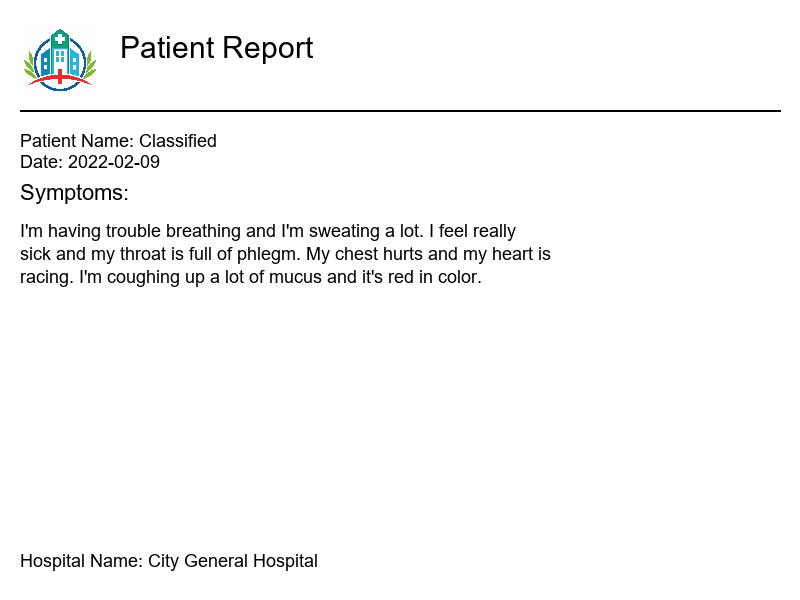 Patient Report
Patient Name: Classified
Date: 2022-02-09
Symptoms:
I'm having trouble breathing and I'm sweating a lot. I feel really
sick and my throat is full of phlegm. My chest hurts and my heart is
racing. I'm coughing up a lot of mucus and it's red in color.
Hospital Name: City General Hospital